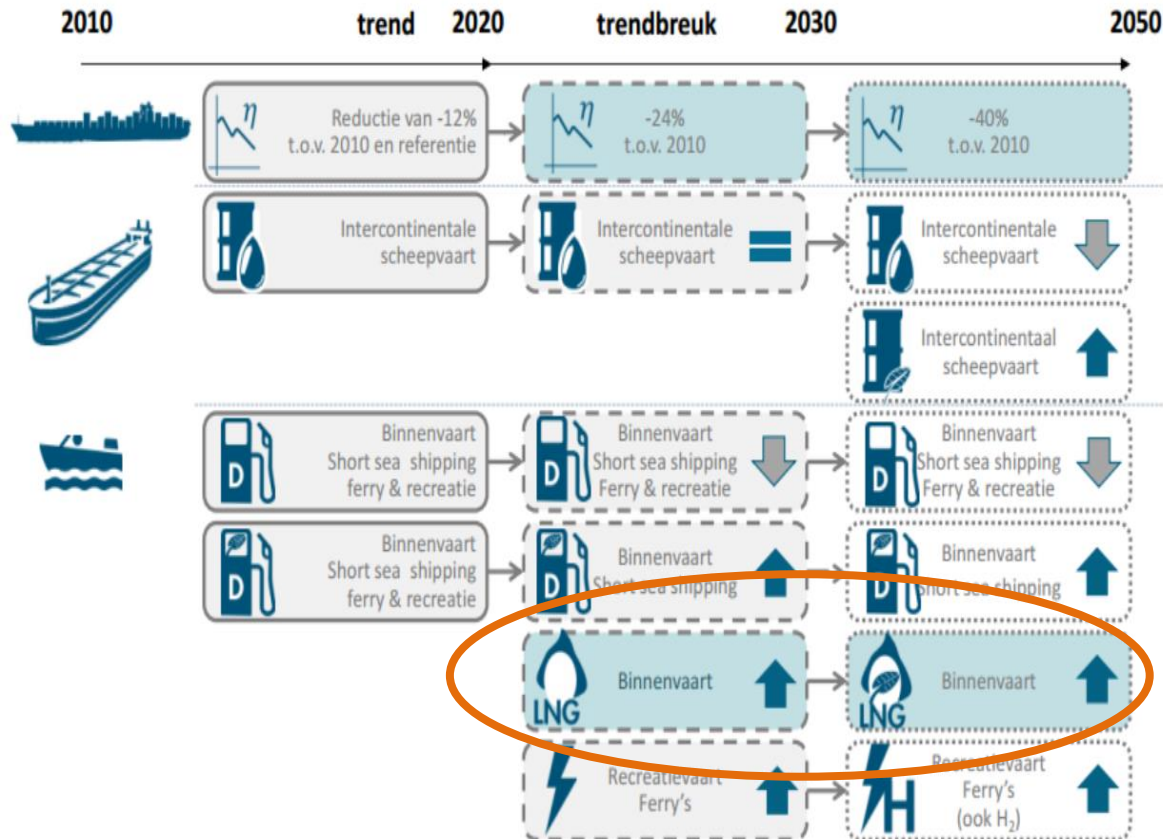 2010 trend 2020 trendbreuk 2030 2050
η
Reductie van -12%
t.o.v. 2010 en referentie
η
-24%
t.o.v. 2010
η
-40%
t.o.v. 2010
Intercontinentale
scheepvaart
Intercontinentale
scheepvaart
Intercontinentale
scheepvaart
Intercontinentaal
scheepvaart
D
Binnenvaart
Short sea shipping
ferry & recreatie
D
Binnenvaart
Short sea shipping
Ferry & recreatie
D
Binnenvaart
Short sea shipping
Ferry & recreatie
D
Binnenvaart
Short sea shipping
ferry & recreatie
D
Binnenvaart
Short sea shipping
D
Binnenvaart
Short sea shipping
LNG
Binnenvaart
LNG
Binnenvaart
Recreatievaart
Ferry's
H
Recreatievaart
Ferry's
(ook H₂)